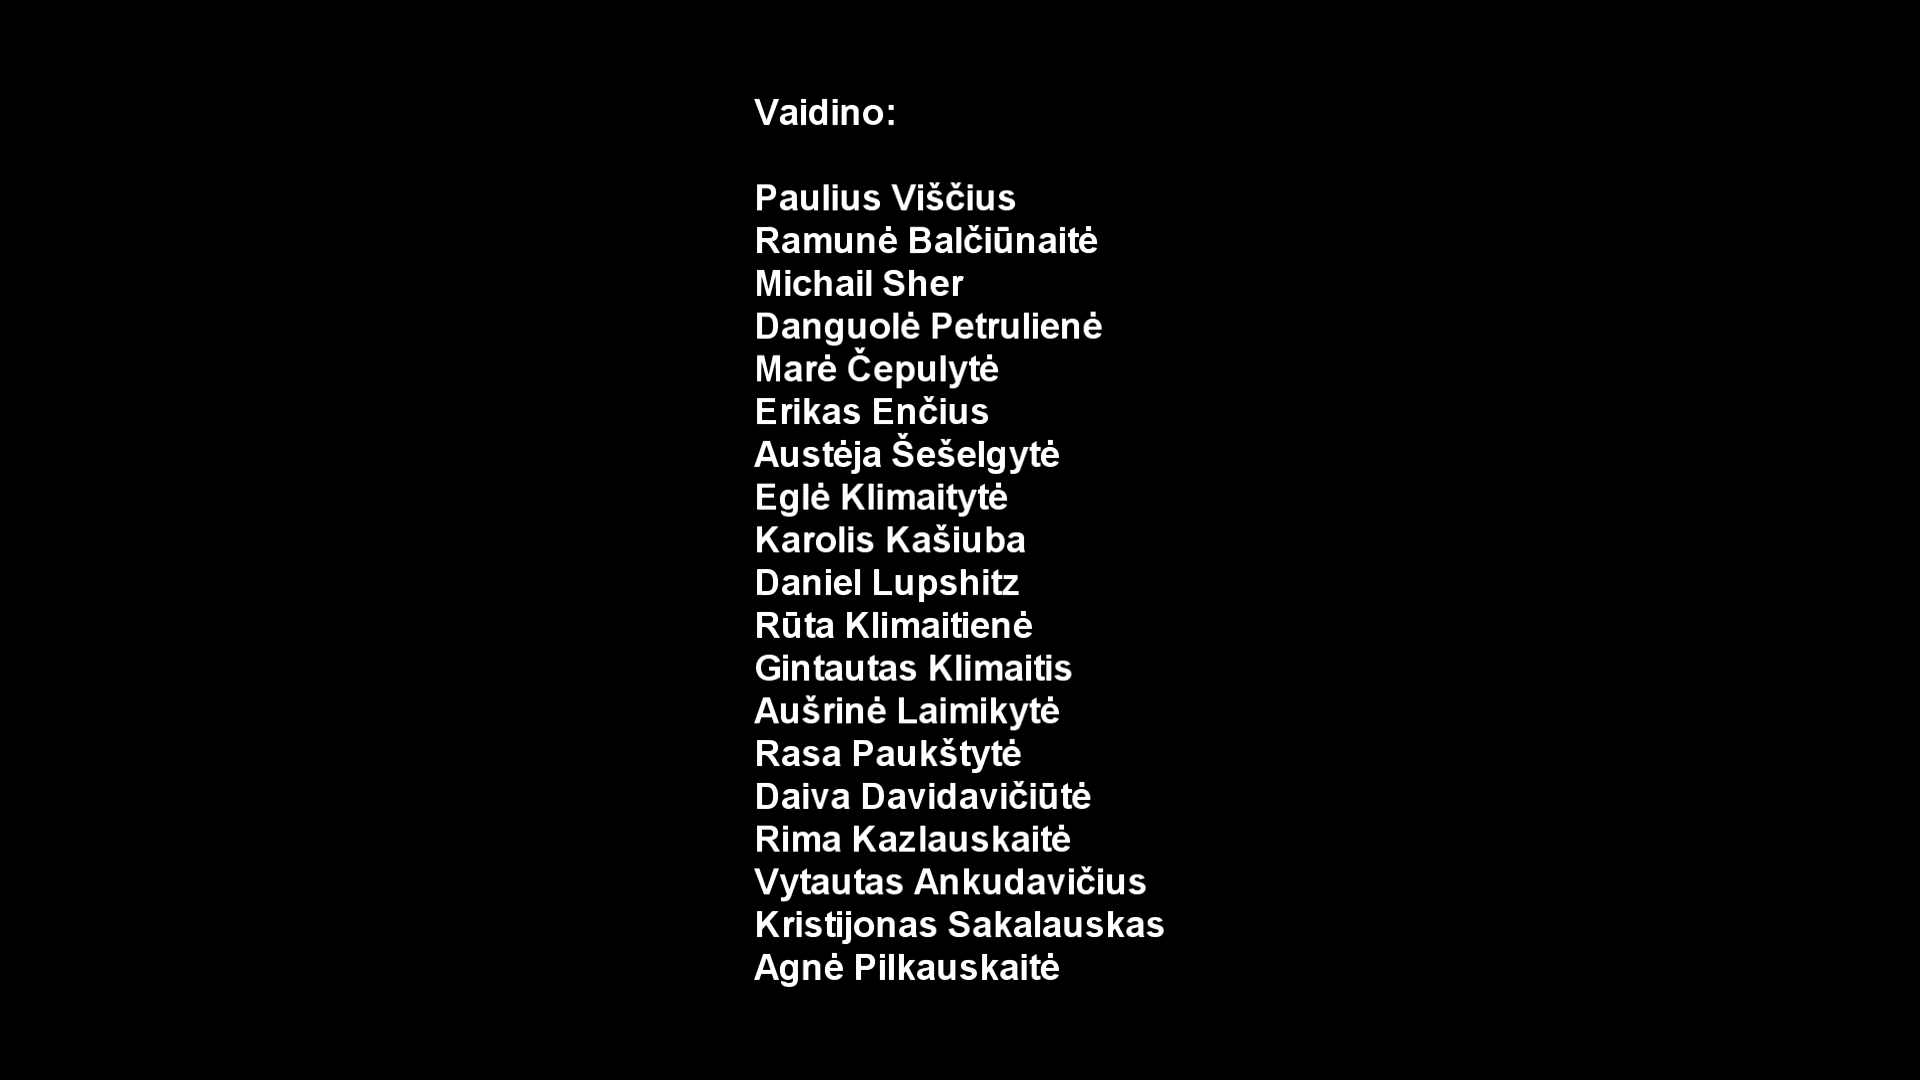 Vaidino:
Paulius Viščius
Ramunė Balčiūnaitė
Michail Sher
Danguolė Petrulienė
Marė Čepulytė
Erikas Enčius
Austėja Šešelgytė
Eglė Klimaitytė
Karolis Kašiuba
Daniel Lupshitz
Rūta Klimaitienė
Gintautas Klimaitis
Aušrinė Laimikytė
Rasa Paukštytė
Daiva Davidavičiūtė
Rima Kazlauskaitė
Vytautas Ankudavičius
Kristijonas Sakalauskas
Agnė Pilkauskaitė